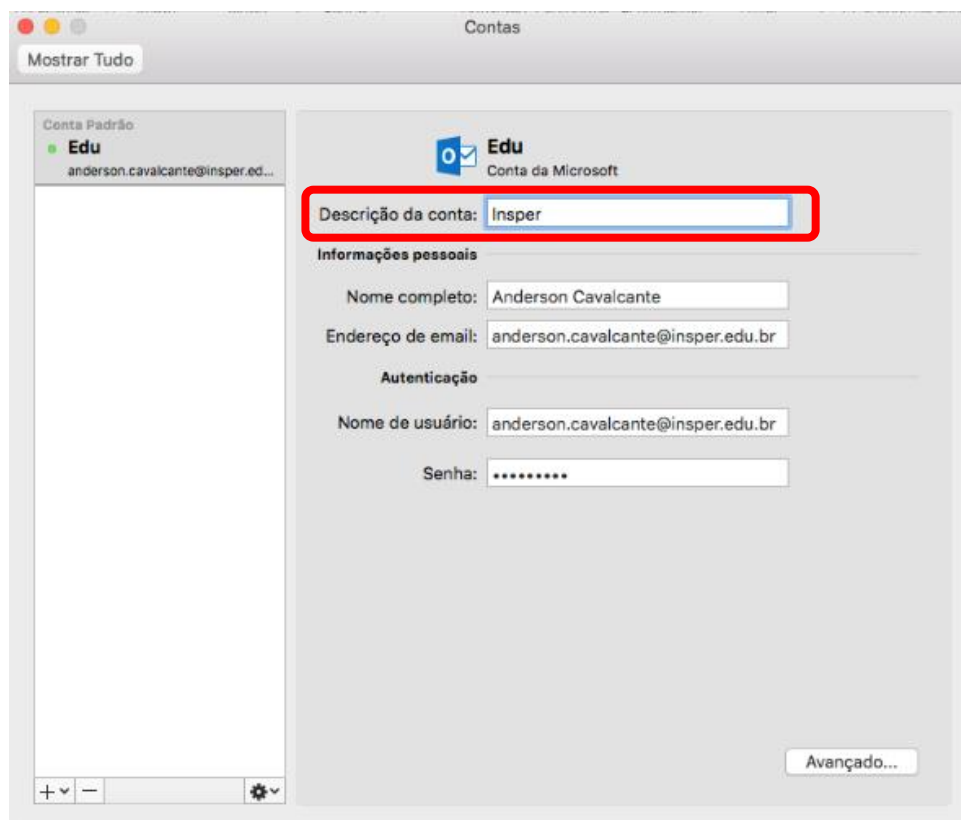 Contas
Mostrar Tudo
Conta Padrão
Edu
anderson.cavalcante@insper.ed...
Edu
Conta da Microsoft
Descrição da conta: Insper
Informações pessoais
Nome completo: Anderson Cavalcante
Endereço de email: anderson.cavalcante@insper.edu.br
Autenticação
Nome de usuário: anderson.cavalcante@insper.edu.br
Senha: •••••••••
Avançado...